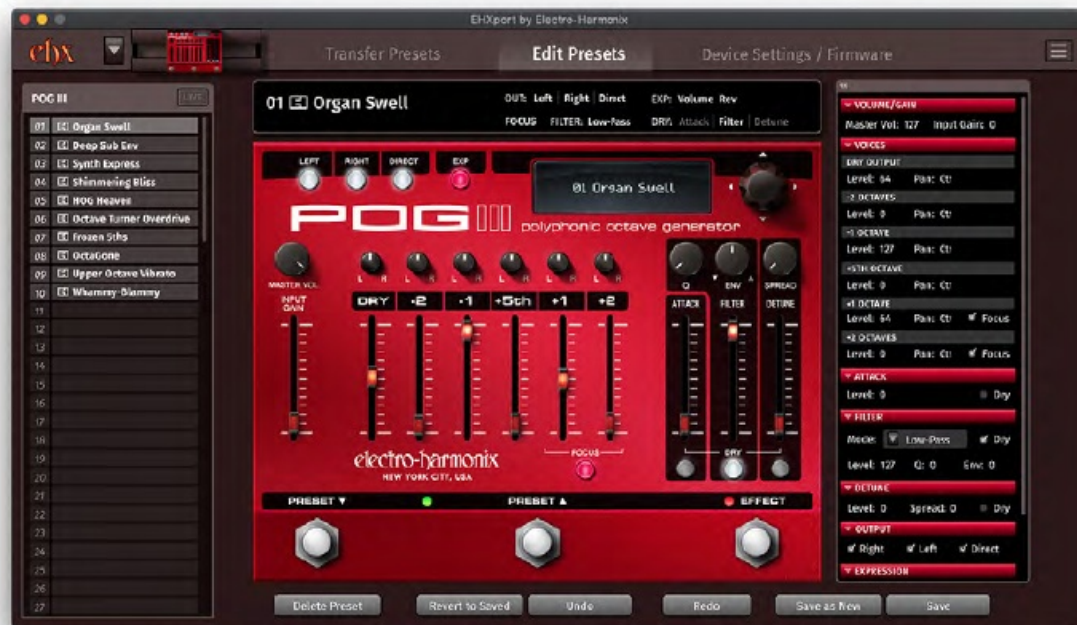 EHXport by Electro-Harmonix
ehx
Transfer Presets
Edit Presets
Device Settings / Firmware
POG III
01 Organ Swell
02 Deep Sub Env
03 Synth Express
04 Shimmering Bliss
05 HOG Heaven
06 Octave Turner Overdrive
07 Frozen 5ths
08 OctaGone
09 Upper Octave Vibrato
10 Whammy-Blammy
11
12
13
14
15
16
17
18
19
20
21
22
23
24
25
26
27
01 Organ Swell
OUT: Left Right Direct EXP: Volume Rev
FOCUS FILTER: Low-Pass DRY: Attack Filter Detune
LEFT RIGHT DIRECT EXP
01 Organ Swell
POG III polyphonic octave generator
MASTER VOL.
L R L R L R L R L R L R
Q ENV SPREAD
INPUT GAIN
DRY -2 -1 +5th +1 +2
ATTACK FILTER DETUNE
FOCUS
DRY
electro-harmonix
NEW YORK CITY, USA
PRESET ▼ PRESET ▲ EFFECT
VOLUME/GAIN
Master Vol: 127 Input Gain: 0
VOICES
DRY OUTPUT
Level: 64 Pan: Ctr
-2 OCTAVES
Level: 0 Pan: Ctr
-1 OCTAVE
Level: 127 Pan: Ctr
+5TH OCTAVE
Level: 0 Pan: Ctr
+1 OCTAVE
Level: 64 Pan: Ctr Focus
+2 OCTAVES
Level: 0 Pan: Ctr Focus
ATTACK
Level: 0 Dry
FILTER
Mode: Low-Pass Dry
Level: 127 Q: 0 Env: 0
DETUNE
Level: 0 Spread: 0 Dry
OUTPUT
Right Left Direct
EXPRESSION
Delete Preset
Revert to Saved
Undo
Redo
Save as New
Save